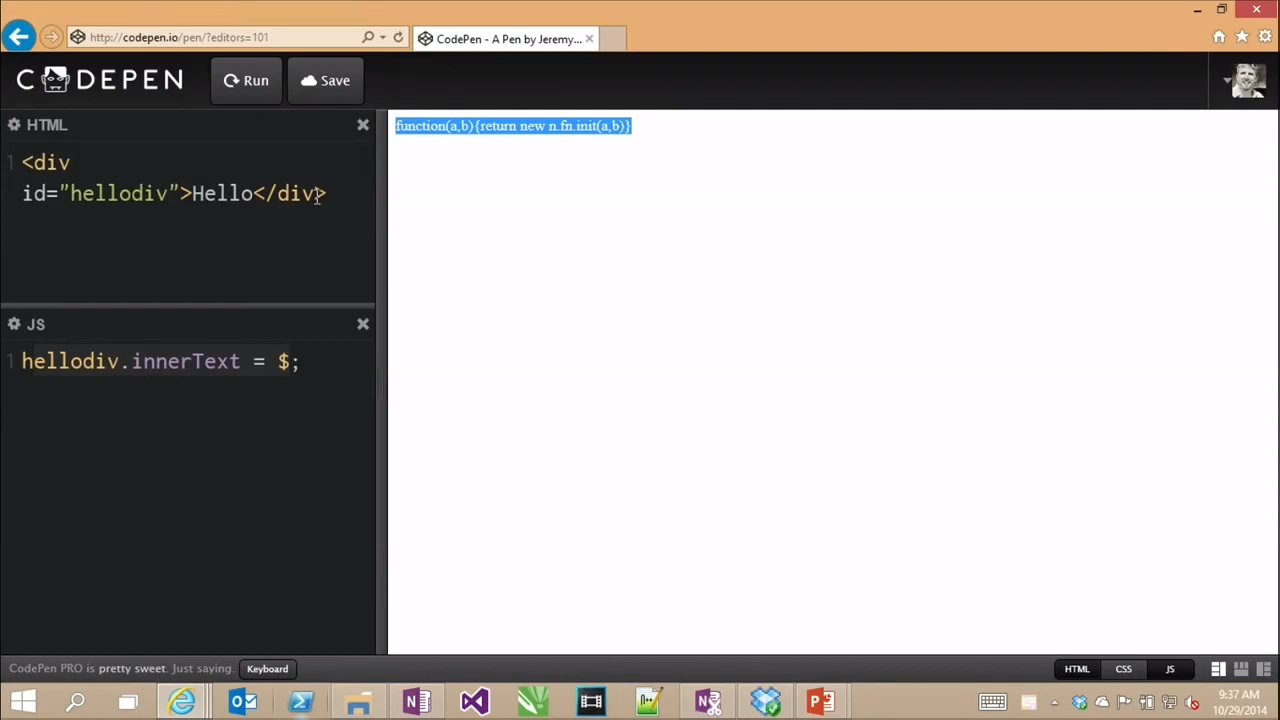 http://codepen.io/pen/?editors=101
CodePen - A Pen by Jeremy...
CODEPEN
Run
Save
HTML
1 <div
id="hellodiv">Hello</div>
JS
1 hellodiv.innerText = $;
function(a,b){return new n.fn.init(a,b)}
CodePen PRO is pretty sweet. Just saying.
Keyboard
HTML
CSS
JS
9:37 AM
10/29/2014